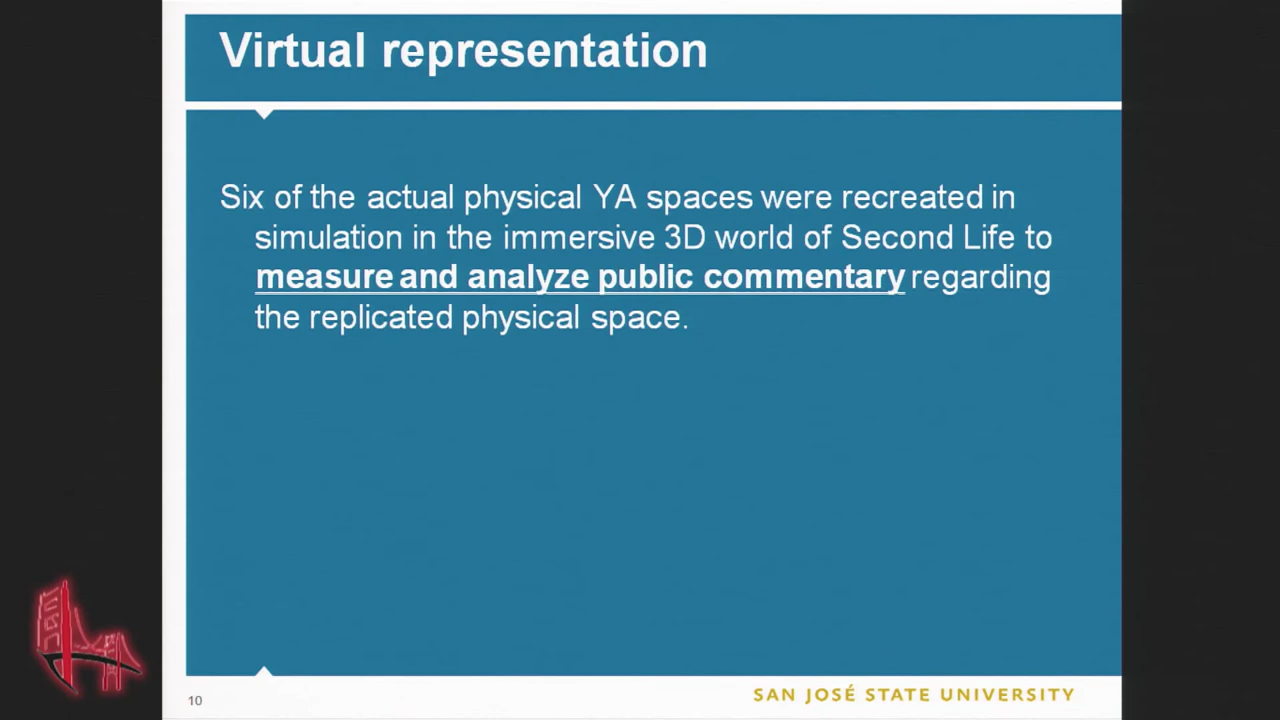 Virtual representation
Six of the actual physical YA spaces were recreated in
simulation in the immersive 3D world of Second Life to
measure and analyze public commentary regarding
the replicated physical space.
10
SAN JOSÉ STATE UNIVERSITY